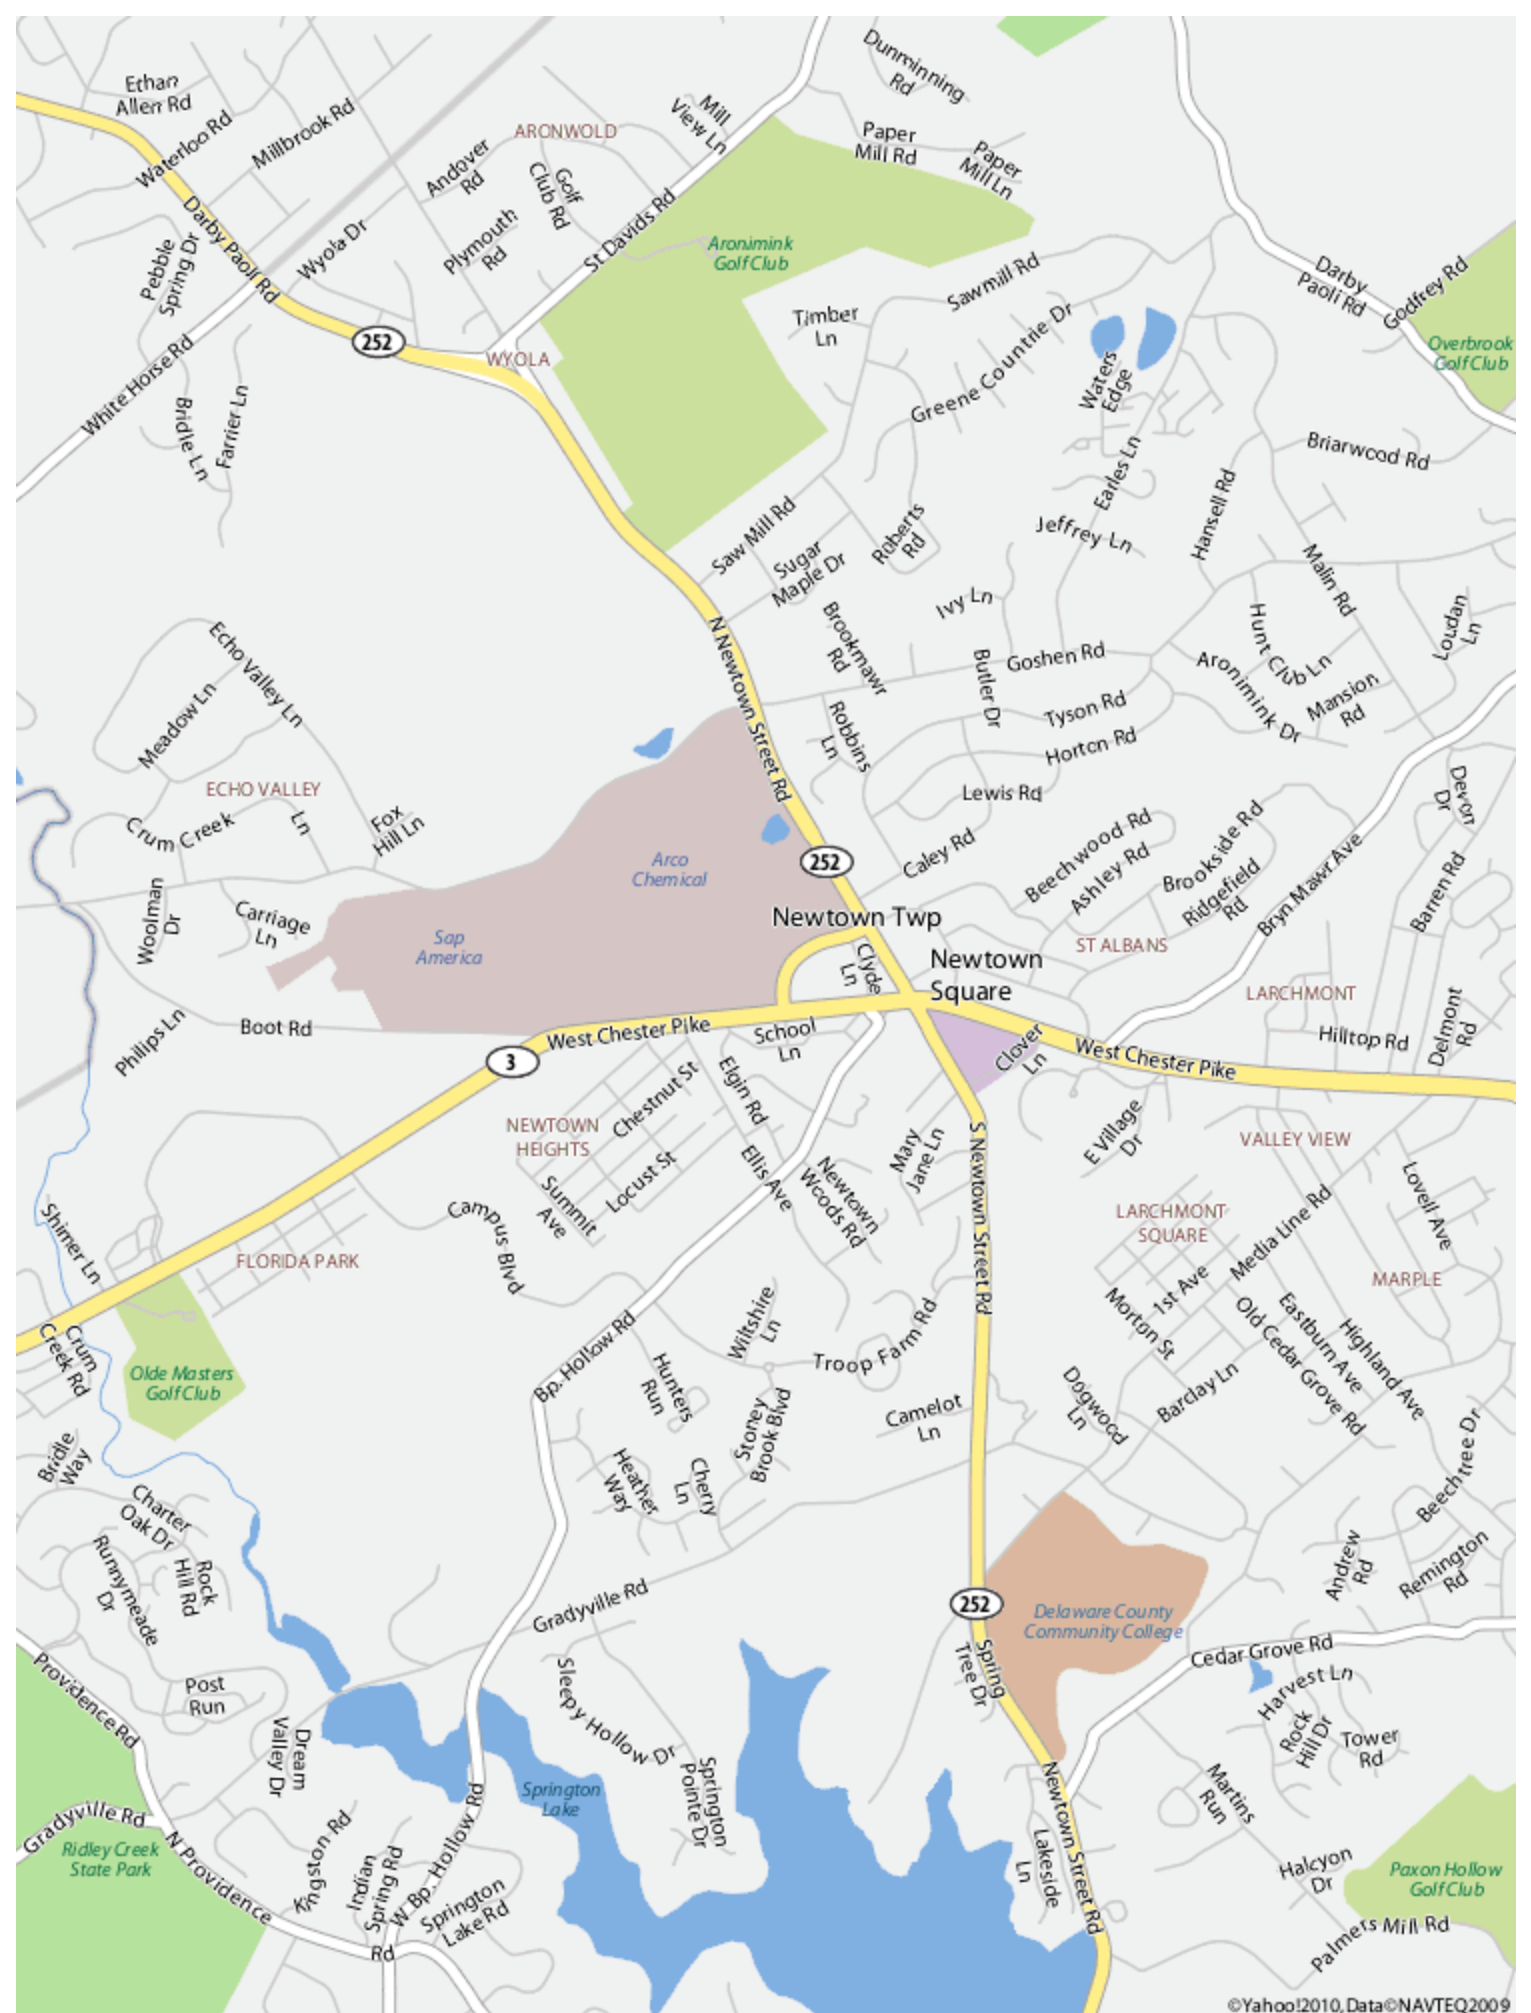 Dunminning
Rd
Ethan
Allen Rd
Mill
View Ln
Waterloo Rd
Millbrook Rd
ARONWOLD
Paper
Mill Rd
Paper
Mill Ln
Andover
Rd
Golf
Club Rd
Darby Paoli Rd
Pebble
Spring Dr
Wyola Dr
Plymouth
Rd
St Davids Rd
Aronimink
Golf Club
Sawmill Rd
Darby
Paoli Rd
Godfrey Rd
Timber
Ln
Greene Countrie Dr
252
WYOLA
Waters
Edge
Overbrook
Golf Club
White Horse Rd
Bridle Ln
Farrier Ln
Briarwood Rd
Earles Ln
Hansell Rd
Saw Mill Rd
Sugar
Maple Dr
Roberts
Rd
Jeffrey Ln
Malin Rd
Ivy Ln
Brookmawr
Rd
Hunt Club Ln
Loudan
Ln
N Newtown Street Rd
Echo Valley Ln
Meadow Ln
Butler Dr
Goshen Rd
Aronimink Dr
Mansion
Rd
Robbins
Ln
Tyson Rd
Horton Rd
ECHO VALLEY
Lewis Rd
Devon
Dr
Crum Creek
Ln
Fox
Hill Ln
Caley Rd
Beechwood Rd
Ashley Rd
Brookside Rd
Ridgefield
Rd
Bryn Mawr Ave
Barren Rd
Arco
Chemical
252
Woolman
Dr
Carriage
Ln
Sap
America
Newtown Twp
Clyde
Ln
Newtown
Square
ST ALBANS
LARCHMONT
Philips Ln
Boot Rd
West Chester Pike
School
Ln
Clover
Ln
West Chester Pike
Hilltop Rd
Delmont
Rd
3
Elgin Rd
Chestnut St
NEWTOWN
HEIGHTS
Mary
Jane Ln
E Village
Dr
VALLEY VIEW
S Newtown Street Rd
Locust St
Summit
Ave
Ellis Ave
Newtown
Woods Rd
Lovell Ave
Shimer Ln
Campus Blvd
LARCHMONT
SQUARE
Media Line Rd
FLORIDA PARK
MARPLE
1st Ave
Morton St
Wiltshire
Ln
Bp. Hollow Rd
Troop Farm Rd
Old Cedar Grove Rd
Eastburn Ave
Highland Ave
Crum
Creek Rd
Olde Masters
Golf Club
Hunters
Run
Stoney
Brook Blvd
Camelot
Ln
Dogwood
Ln
Barclay Ln
Bridle
Way
Heather
Way
Cherry
Ln
Beechtree Dr
Charter
Oak Dr
Rock
Hill Rd
Runnymeade
Dr
Andrew
Rd
Remington
Rd
Gradyville Rd
252
Delaware County
Community College
Cedar Grove Rd
Providence Rd
Post
Run
Sleepy Hollow Dr
Spring
Tree Dr
Harvest Ln
Rock
Hill Dr
Tower
Rd
Dream
Valley Dr
Springton
Lake
Springton
Pointe Dr
Newtown Street Rd
Martins
Run
Gradyville Rd
Ridley Creek
State Park
N Providence
Rd
Kingston Rd
Indian
Spring Rd
W Bp. Hollow Rd
Springton
Lake Rd
Lakeside
Ln
Halcyon
Dr
Paxon Hollow
Golf Club
Palmers Mill Rd
©Yahoo!2010, Data©NAVTEQ2009